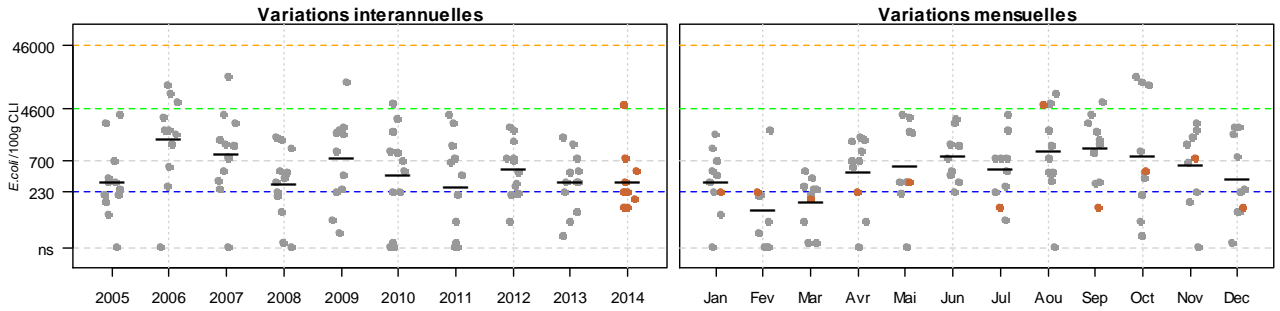 Variations interannuelles
Variations mensuelles
E.coli / 100g CLI
46000
4600
700
230
ns
2005 2006 2007 2008 2009 2010 2011 2012 2013 2014
Jan Fev Mar Avr Mai Jun Jul Aou Sep Oct Nov Dec